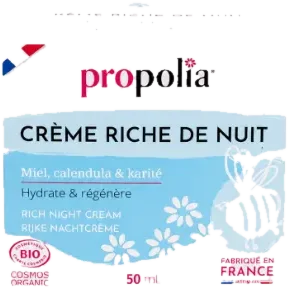 propolia®
CRÈME RICHE DE NUIT
Miel, calendula & karité
Hydrate & régénère
RICH NIGHT CREAM
RIJKE NACHTCRÈME
BIO
COSMOS
ORGANIC
50 mL
FABRIQUÉ EN
FRANCE